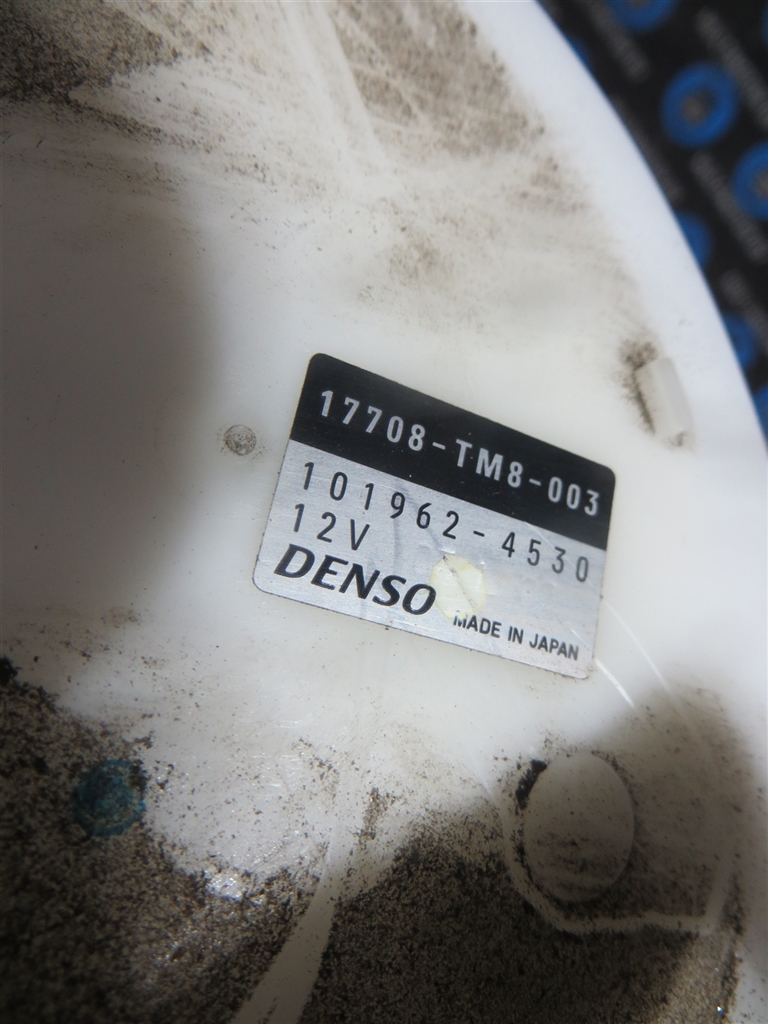 17708-TM8-003
101962-4530
12V
DENSO
MADE IN JAPAN